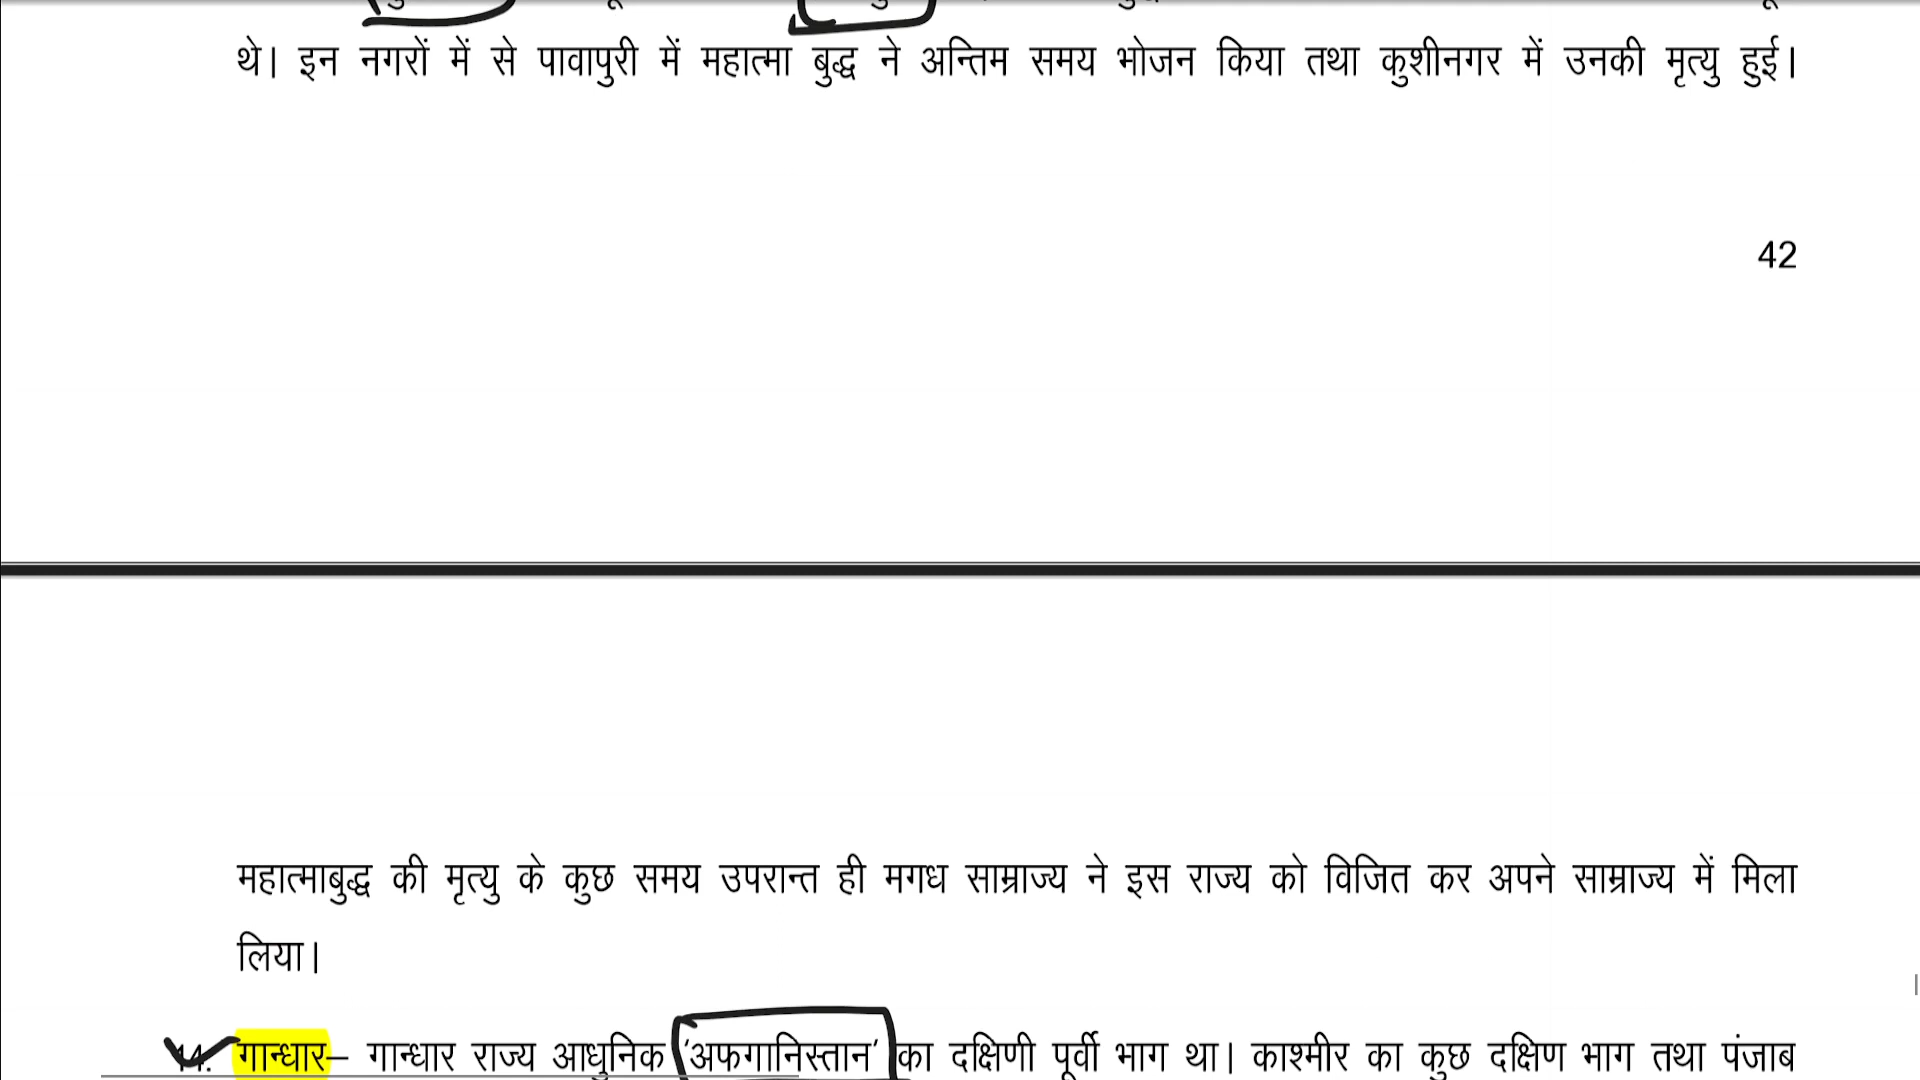 थे। इन नगरों में से पावापुरी में महात्मा बुद्ध ने अन्तिम समय भोजन किया तथा कुशीनगर में उनकी मृत्यु हुई।
42
महात्माबुद्ध की मृत्यु के कुछ समय उपरान्त ही मगध साम्राज्य ने इस राज्य को विजित कर अपने साम्राज्य में मिला
लिया।
14. गान्धार– गान्धार राज्य आधुनिक 'अफगानिस्तान' का दक्षिणी पूर्वी भाग था। काश्मीर का कुछ दक्षिण भाग तथा पंजाब